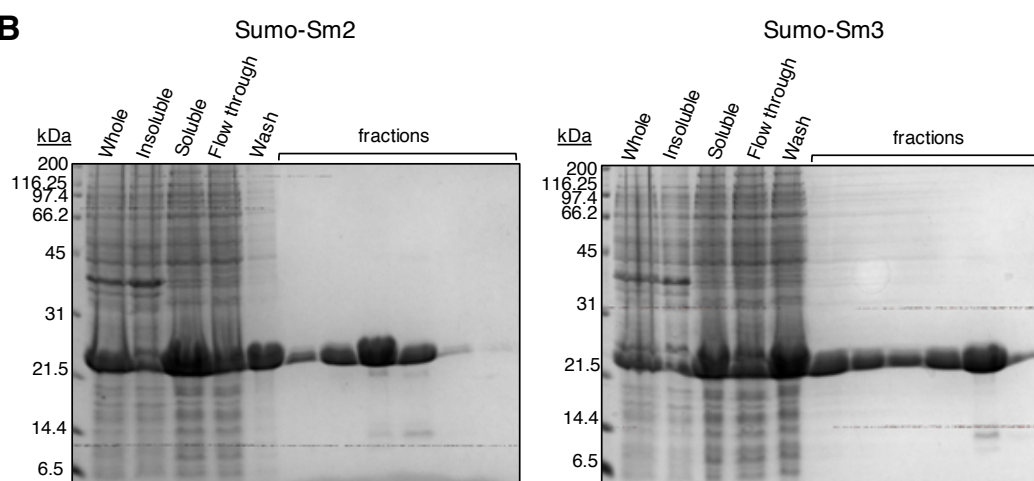 B
Sumo-Sm2
kDa
Whole
Insoluble
Soluble
Flow through
Wash
fractions
200
116.25
97.4
66.2
45
31
21.5
14.4
6.5
Sumo-Sm3
kDa
Whole
Insoluble
Soluble
Flow through
Wash
fractions
200
116.25
97.4
66.2
45
31
21.5
14.4
6.5